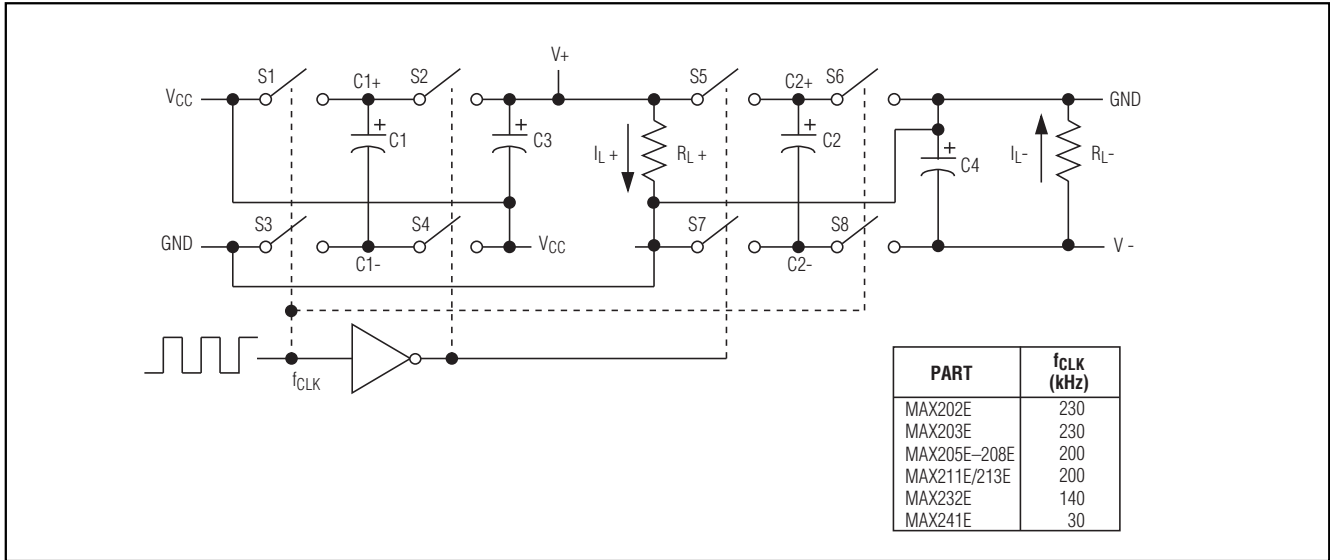 V+
S1 C1+ S2 S5 C2+ S6
VCC GND
+ C1 + C3 + C2 + C4
IL + RL + IL- RL-
S3 S4 S7 S8
GND VCC V -
C1- C2-
fCLK
PART fCLK (kHz)
MAX202E 230
MAX203E 230
MAX205E–208E 200
MAX211E/213E 200
MAX232E 140
MAX241E 30